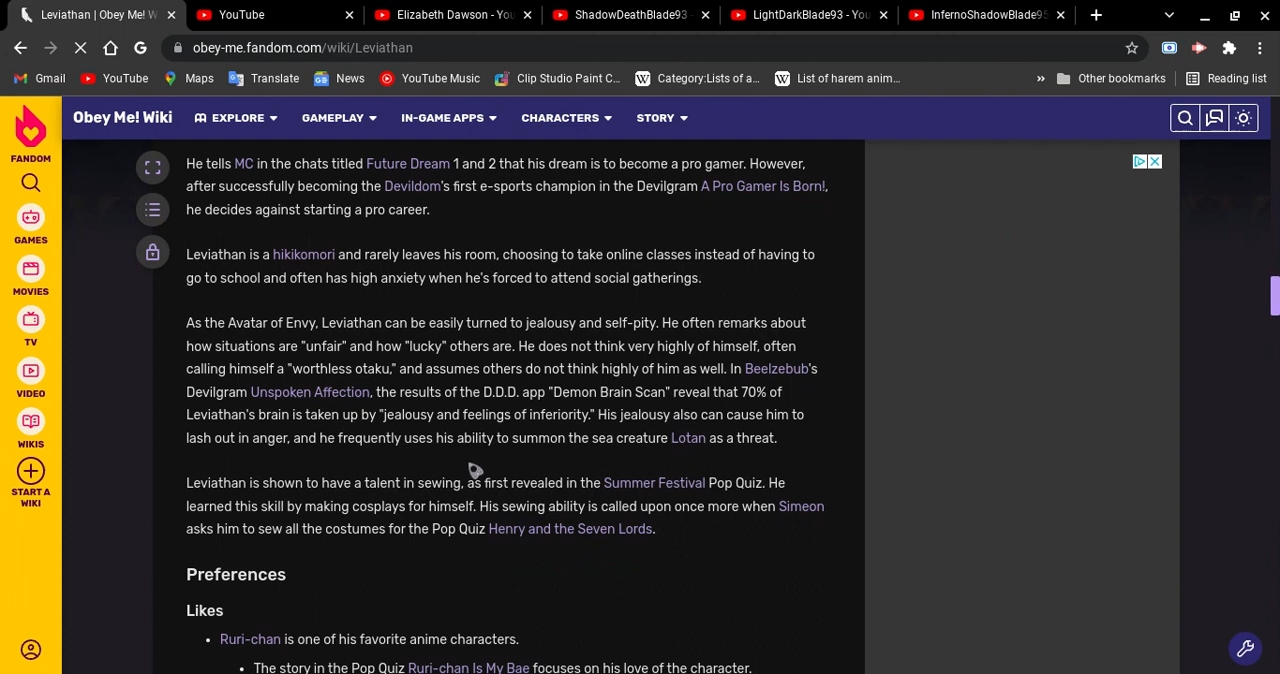 Leviathan | Obey Me! W
YouTube
Elizabeth Dawson - You
ShadowDeathBlade93 -
LightDarkBlade93 - You
InfernoShadowBlade95
obey-me.fandom.com/wiki/Leviathan
Gmail
YouTube
Maps
Translate
News
YouTube Music
Clip Studio Paint C...
Category:Lists of a...
List of harem anim...
»
Other bookmarks
Reading list
FANDOM
GAMES
MOVIES
TV
VIDEO
WIKIS
START A
WIKI
Obey Me! Wiki
EXPLORE
GAMEPLAY
IN-GAME APPS
CHARACTERS
STORY
He tells MC in the chats titled Future Dream 1 and 2 that his dream is to become a pro gamer. However,
after successfully becoming the Devildom's first e-sports champion in the Devilgram A Pro Gamer Is Born!,
he decides against starting a pro career.
Leviathan is a hikikomori and rarely leaves his room, choosing to take online classes instead of having to
go to school and often has high anxiety when he's forced to attend social gatherings.
As the Avatar of Envy, Leviathan can be easily turned to jealousy and self-pity. He often remarks about
how situations are "unfair" and how "lucky" others are. He does not think very highly of himself, often
calling himself a "worthless otaku," and assumes others do not think highly of him as well. In Beelzebub's
Devilgram Unspoken Affection, the results of the D.D.D. app "Demon Brain Scan" reveal that 70% of
Leviathan's brain is taken up by "jealousy and feelings of inferiority." His jealousy also can cause him to
lash out in anger, and he frequently uses his ability to summon the sea creature Lotan as a threat.
Leviathan is shown to have a talent in sewing, as first revealed in the Summer Festival Pop Quiz. He
learned this skill by making cosplays for himself. His sewing ability is called upon once more when Simeon
asks him to sew all the costumes for the Pop Quiz Henry and the Seven Lords.
Preferences
Likes
• Ruri-chan is one of his favorite anime characters.
• The story in the Pop Quiz Ruri-chan Is My Bae focuses on his love of the character.